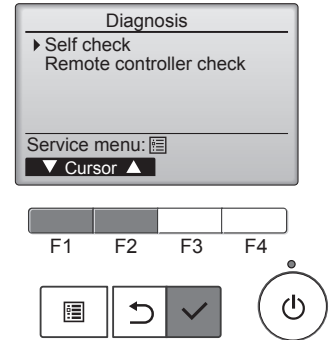 Diagnosis
Self check
Remote controller check
Service menu:
▼ Cursor ▲
F1 F2 F3 F4